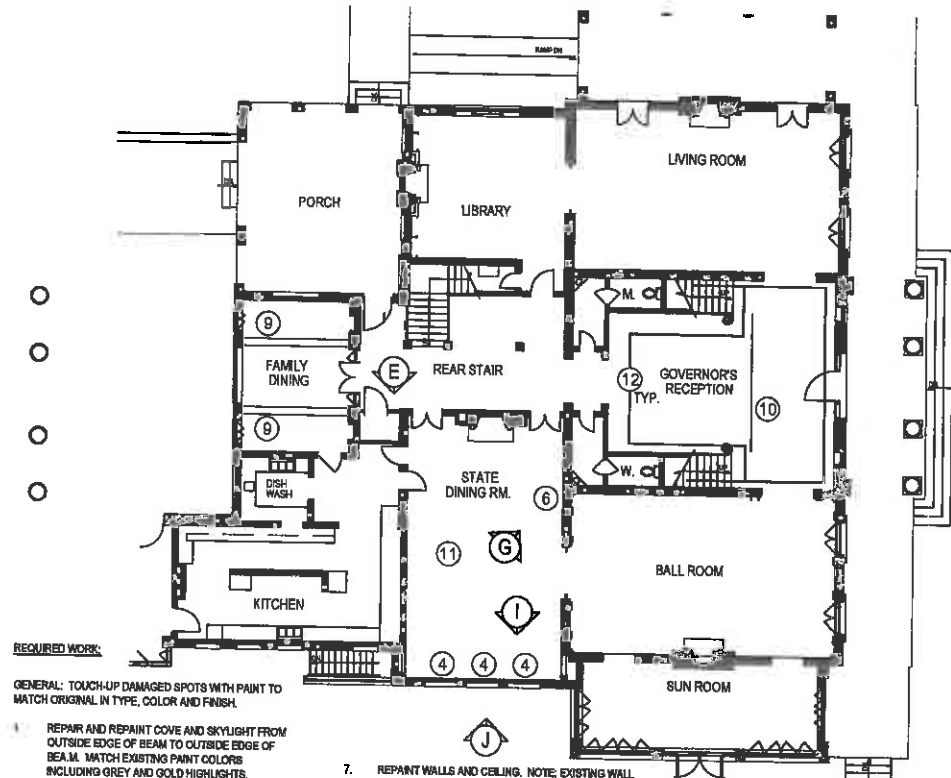 RAMP DN
LIVING ROOM
PORCH
LIBRARY
M.
UP
9
FAMILY
DINING
REAR STAIR
E
12
TYP.
GOVERNOR'S
RECEPTION
10
9
DISH
WASH
STATE
DINING RM.
W.
6
11
G
BALL ROOM
KITCHEN
I
REQUIRED WORK:
4 4 4
SUN ROOM
GENERAL: TOUCH-UP DAMAGED SPOTS WITH PAINT TO
MATCH ORIGINAL IN TYPE, COLOR AND FINISH.
J
REPAIR AND REPAINT COVE AND SKYLIGHT FROM
OUTSIDE EDGE OF BEAM TO OUTSIDE EDGE OF
BEA.M. MATCH EXISTING PAINT COLORS
INCLUDING GREY AND GOLD HIGHLIGHTS.
7. REPAINT WALLS AND CEILING. NOTE; EXISTING WALL